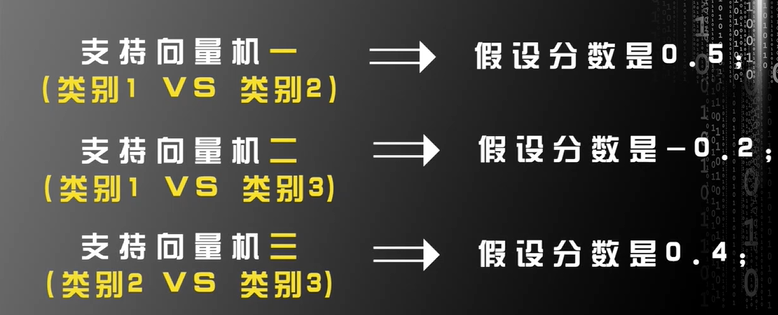 支持向量机一
假设分数是0.5；
(类别1 VS 类别2)
支持向量机二
假设分数是-0.2；
(类别1 VS 类别3)
支持向量机三
假设分数是0.4；
(类别2 VS 类别3)